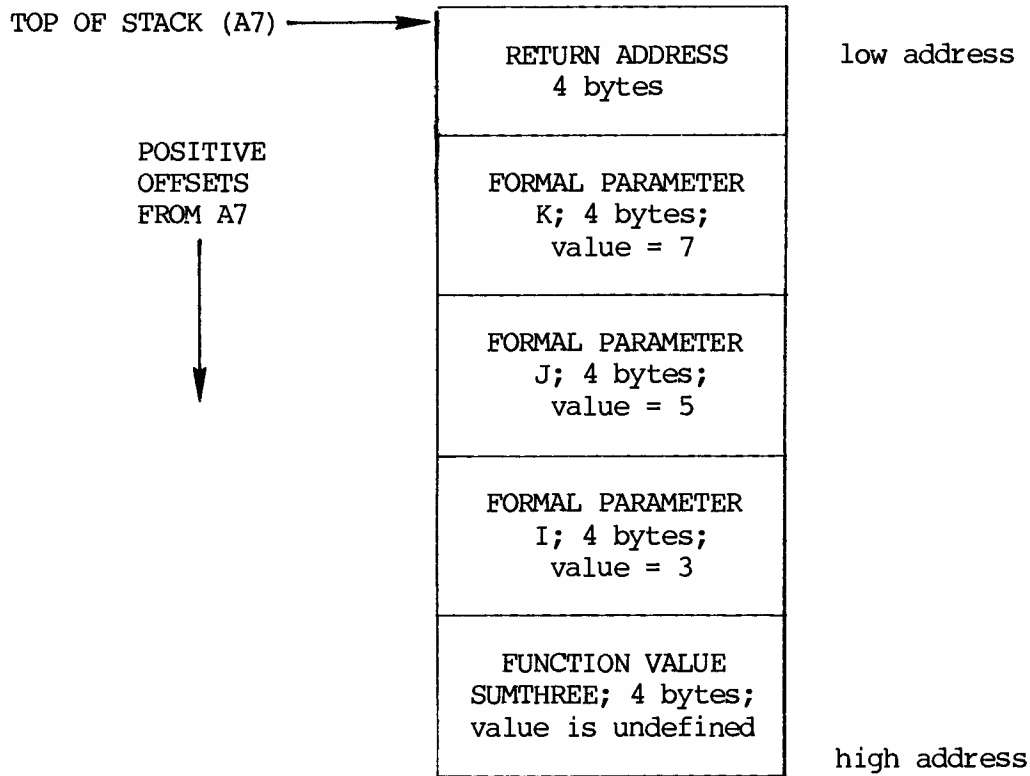 TOP OF STACK (A7)
RETURN ADDRESS
4 bytes
low address
POSITIVE
OFFSETS
FROM A7
FORMAL PARAMETER
K; 4 bytes;
value = 7
FORMAL PARAMETER
J; 4 bytes;
value = 5
FORMAL PARAMETER
I; 4 bytes;
value = 3
FUNCTION VALUE
SUMTHREE; 4 bytes;
value is undefined
high address